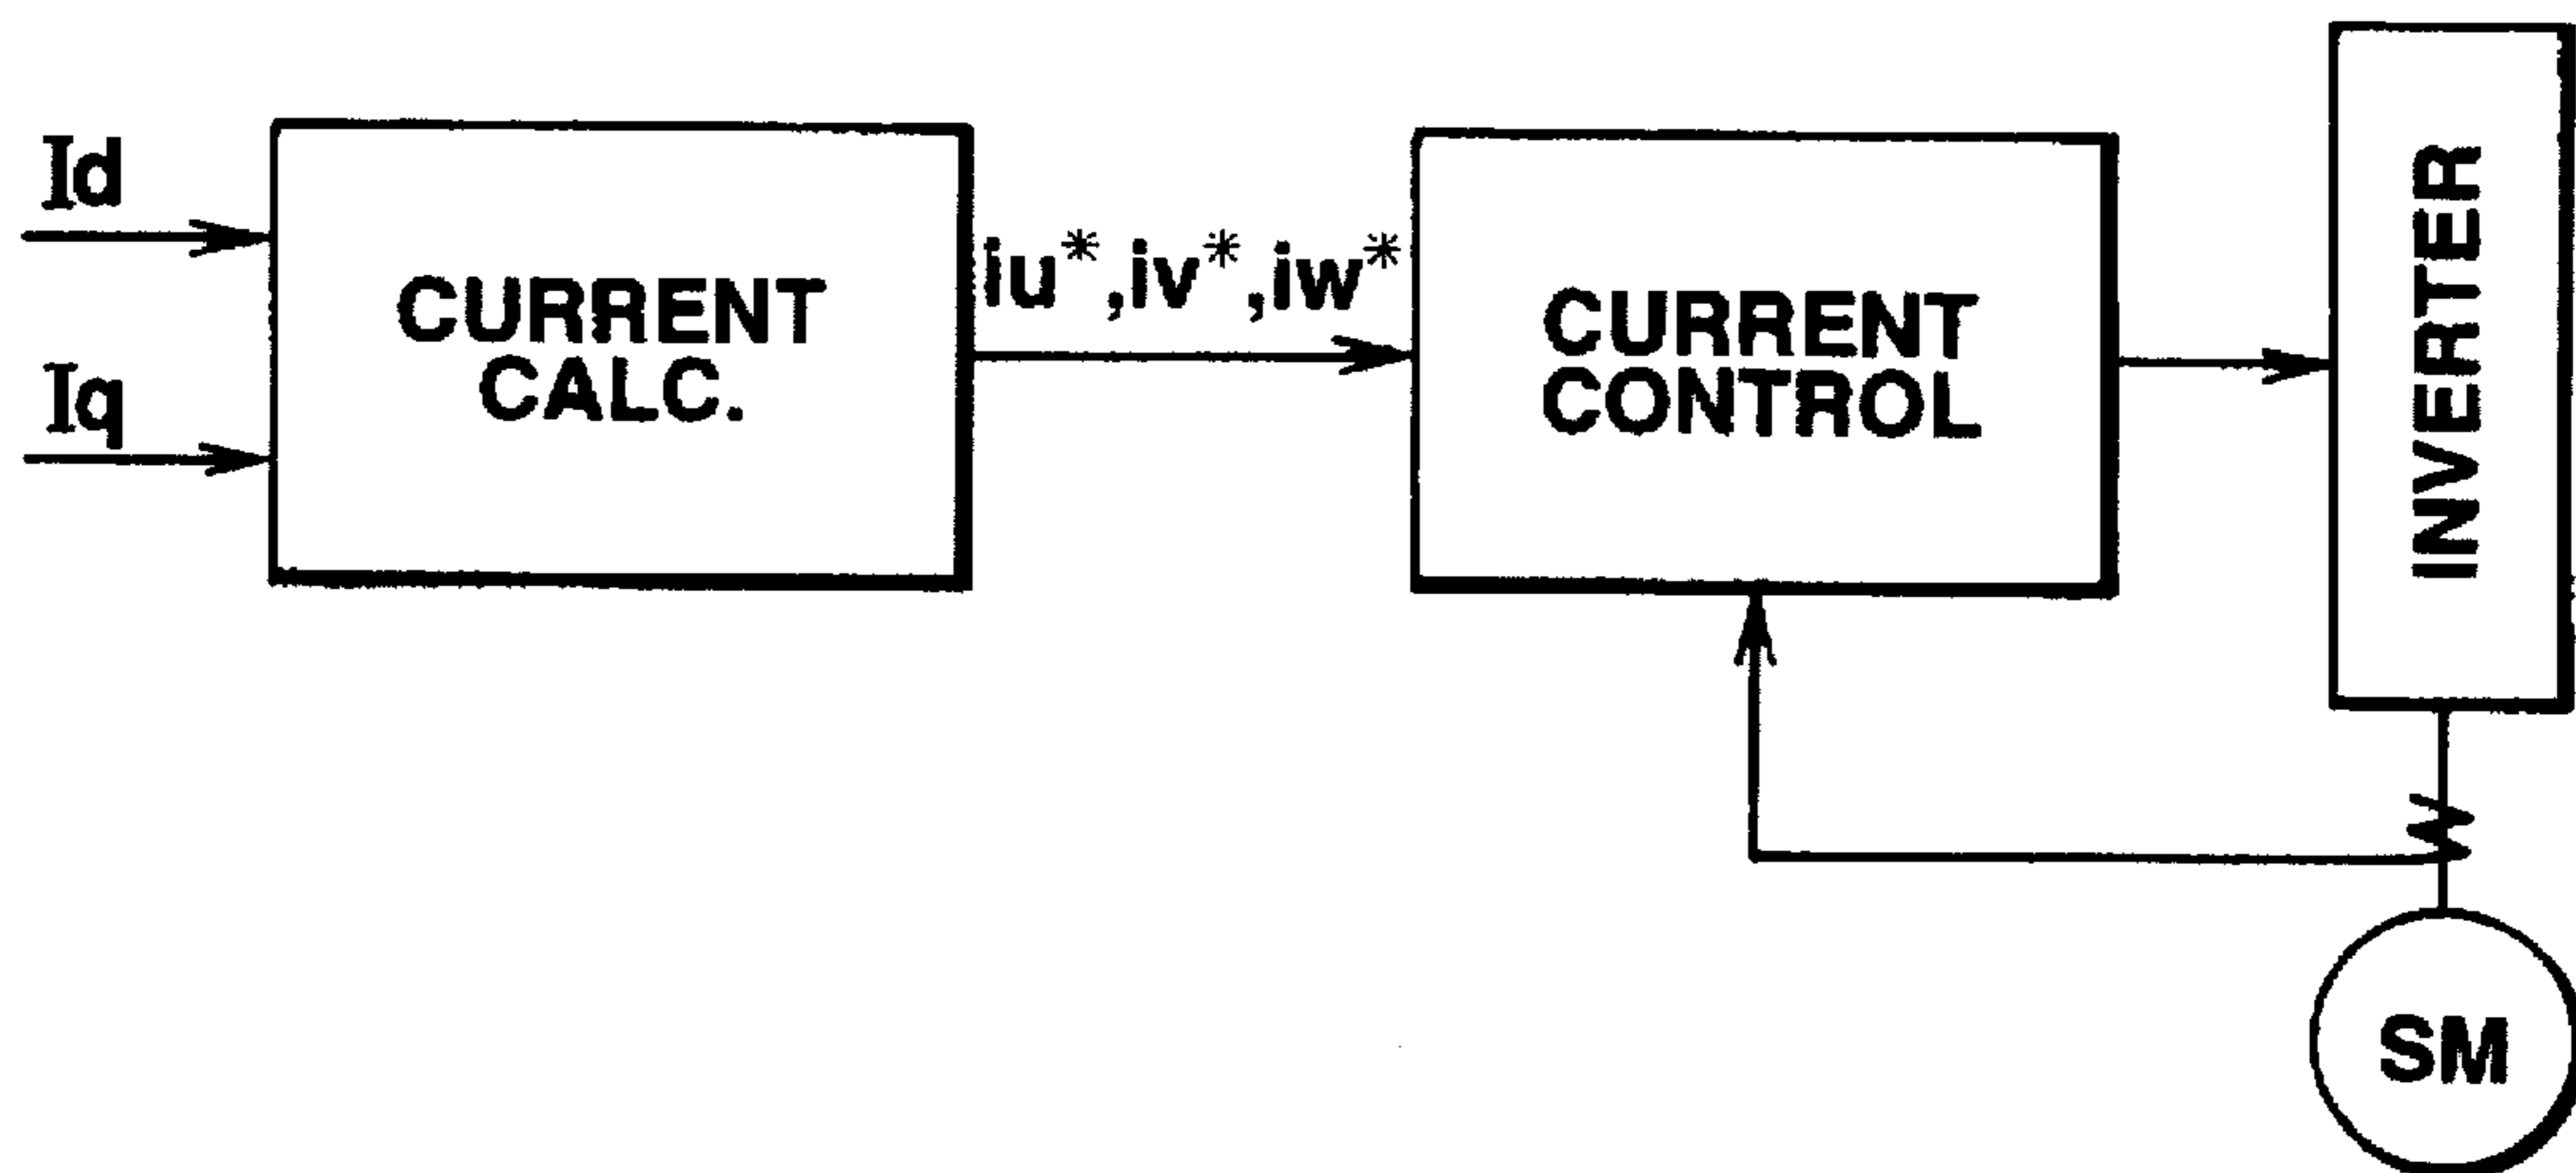 Id
Iq
CURRENT
CALC.
iu*,iv*,iw*
CURRENT
CONTROL
INVERTER
SM